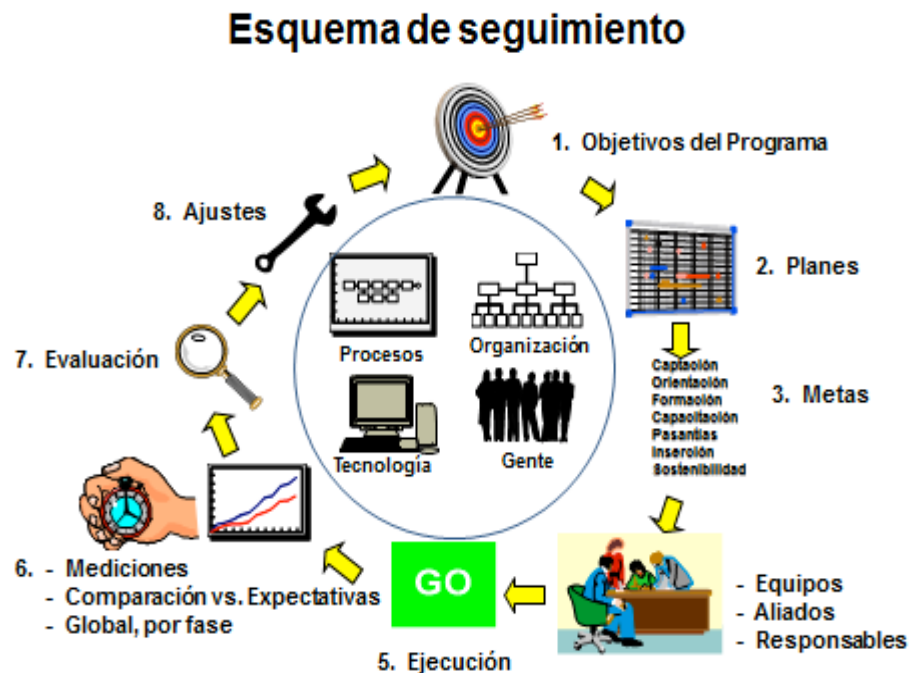 Esquema de seguimiento
1. Objetivos del Programa
2. Planes
Captación
Orientación
Formación
Capacitación
Pasantías
Inserción
Sostenibilidad
3. Metas
- Equipos
- Aliados
- Responsables
GO
5. Ejecución
6. - Mediciones
- Comparación vs. Expectativas
- Global, por fase
7. Evaluación
8. Ajustes
Procesos
Organización
Tecnología
Gente